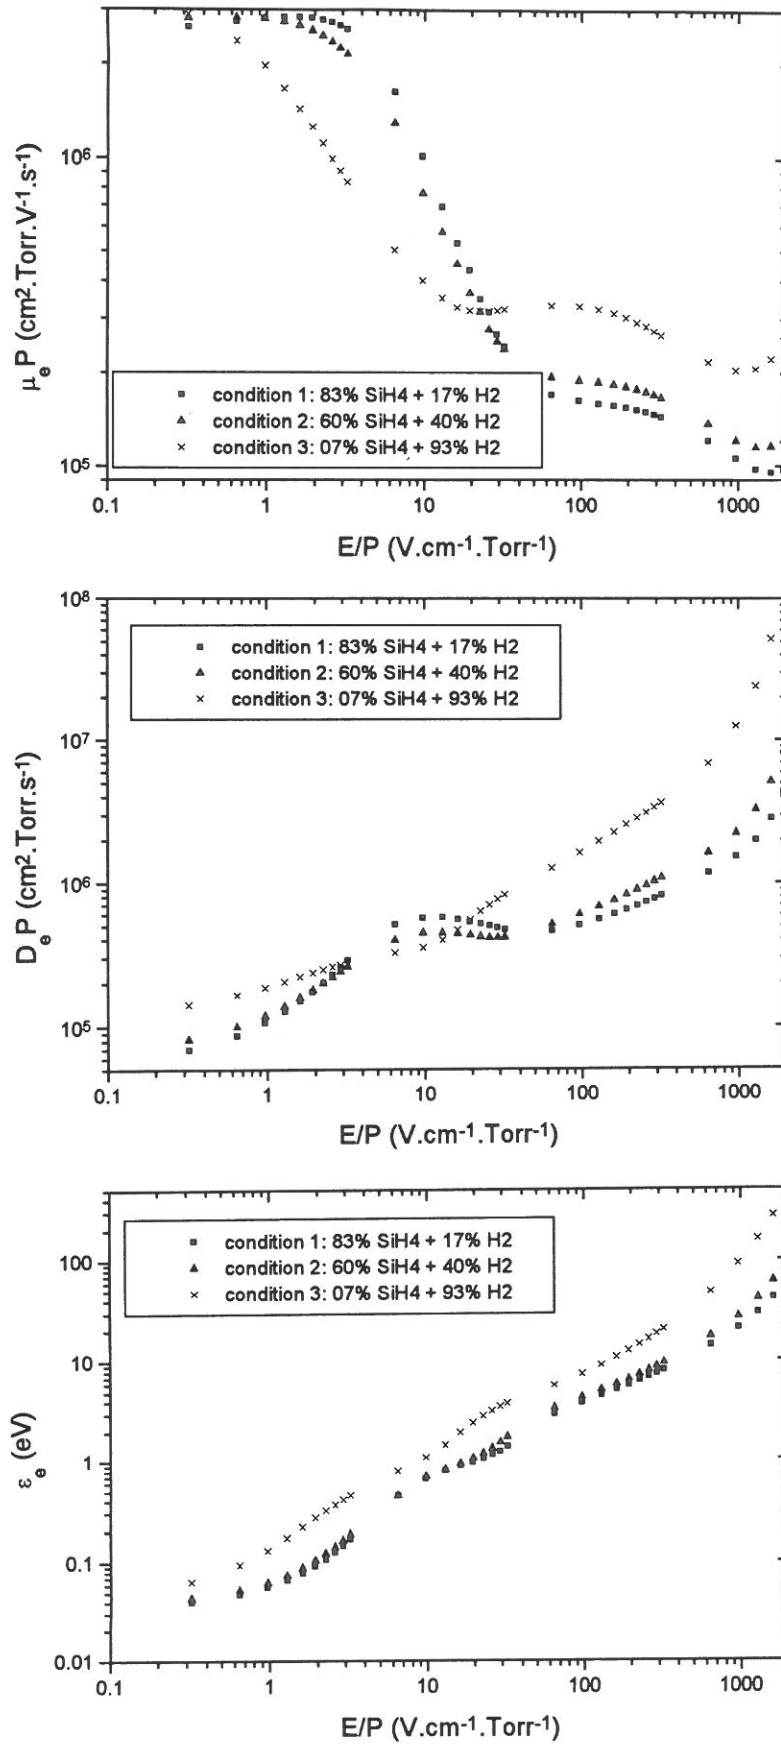 10⁶
10⁵
μₑP (cm².Torr.V⁻¹.s⁻¹)
condition 1: 83% SiH4 + 17% H2
condition 2: 60% SiH4 + 40% H2
condition 3: 07% SiH4 + 93% H2
0.1 1 10 100 1000
E/P (V.cm⁻¹.Torr⁻¹)
10⁸
10⁷
10⁶
10⁵
DₑP (cm².Torr.s⁻¹)
condition 1: 83% SiH4 + 17% H2
condition 2: 60% SiH4 + 40% H2
condition 3: 07% SiH4 + 93% H2
0.1 1 10 100 1000
E/P (V.cm⁻¹.Torr⁻¹)
100
10
1
0.1
0.01
εₑ (eV)
condition 1: 83% SiH4 + 17% H2
condition 2: 60% SiH4 + 40% H2
condition 3: 07% SiH4 + 93% H2
0.1 1 10 100 1000
E/P (V.cm⁻¹.Torr⁻¹)